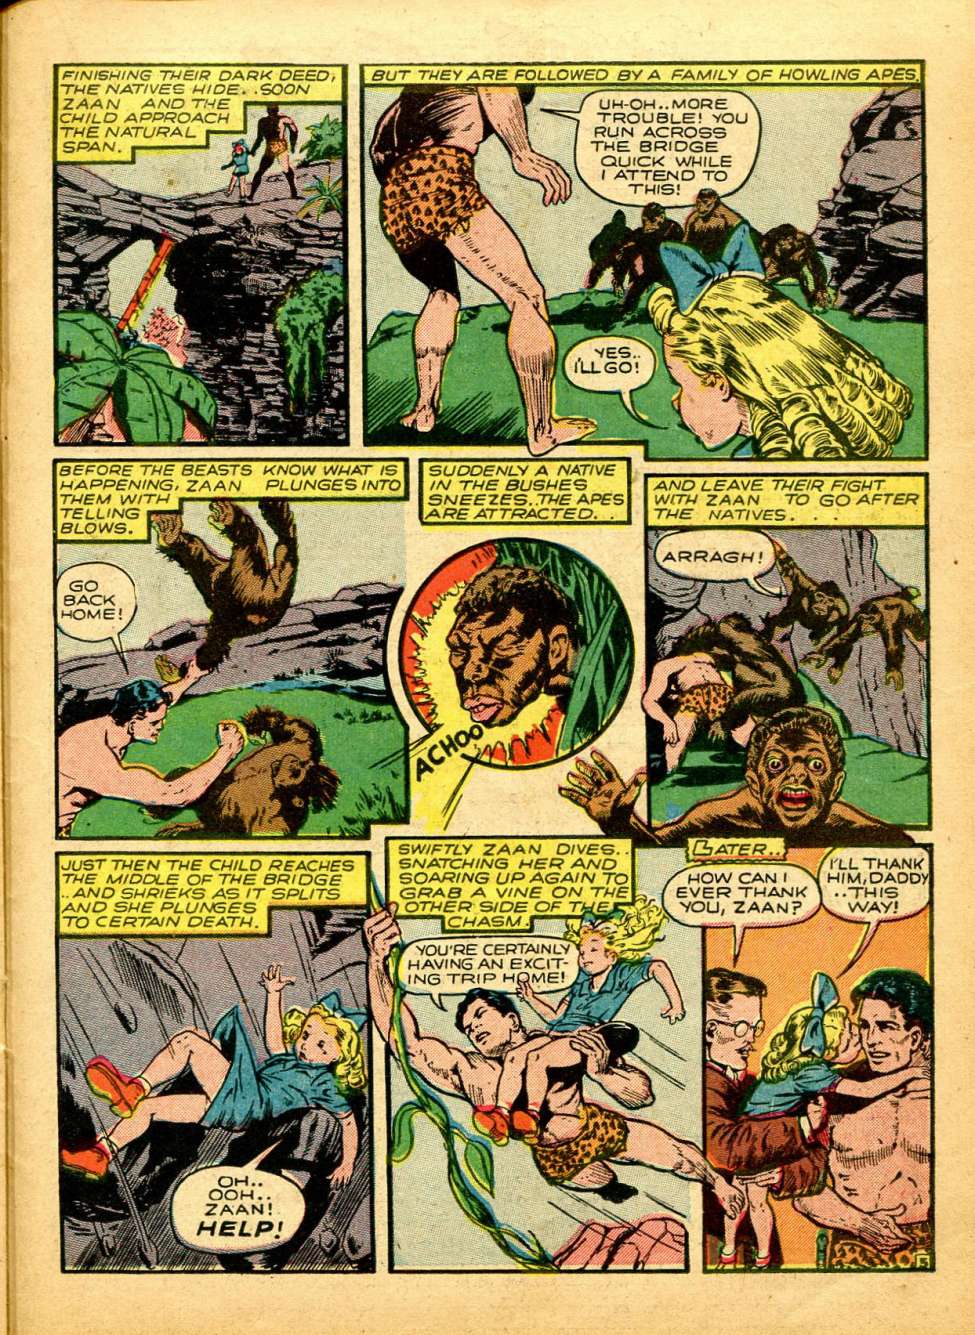 FINISHING THEIR DARK DEED,
THE NATIVES HIDE.. SOON
ZAAN AND THE
CHILD APPROACH
THE NATURAL
SPAN.
BUT THEY ARE FOLLOWED BY A FAMILY OF HOWLING APES.
UH-OH..MORE
TROUBLE! YOU
RUN ACROSS
THE BRIDGE
QUICK WHILE
I ATTEND TO
THIS!
YES..
I'LL GO!
BEFORE THE BEASTS KNOW WHAT IS
HAPPENING, ZAAN PLUNGES INTO
THEM WITH
TELLING
BLOWS.
GO
BACK
HOME!
SUDDENLY A NATIVE
IN THE BUSHES
SNEEZES. THE APES
ARE ATTRACTED...
ACHOO
AND LEAVE THEIR FIGHT
WITH ZAAN TO GO AFTER
THE NATIVES. . . .
ARRAGH!
JUST THEN THE CHILD REACHES
THE MIDDLE OF THE BRIDGE
..AND SHRIEKS AS IT SPLITS
AND SHE PLUNGES
TO CERTAIN DEATH.
OH..
OOH..
ZAAN!
HELP!
SWIFTLY ZAAN DIVES..
SNATCHING HER AND
SOARING UP AGAIN TO
GRAB A VINE ON THE
OTHER SIDE OF THE
CHASM.
YOU'RE CERTAINLY
HAVING AN EXCIT-
ING TRIP HOME!
LATER..
HOW CAN I
EVER THANK
YOU, ZAAN?
I'LL THANK
HIM, DADDY
..THIS
WAY!
5